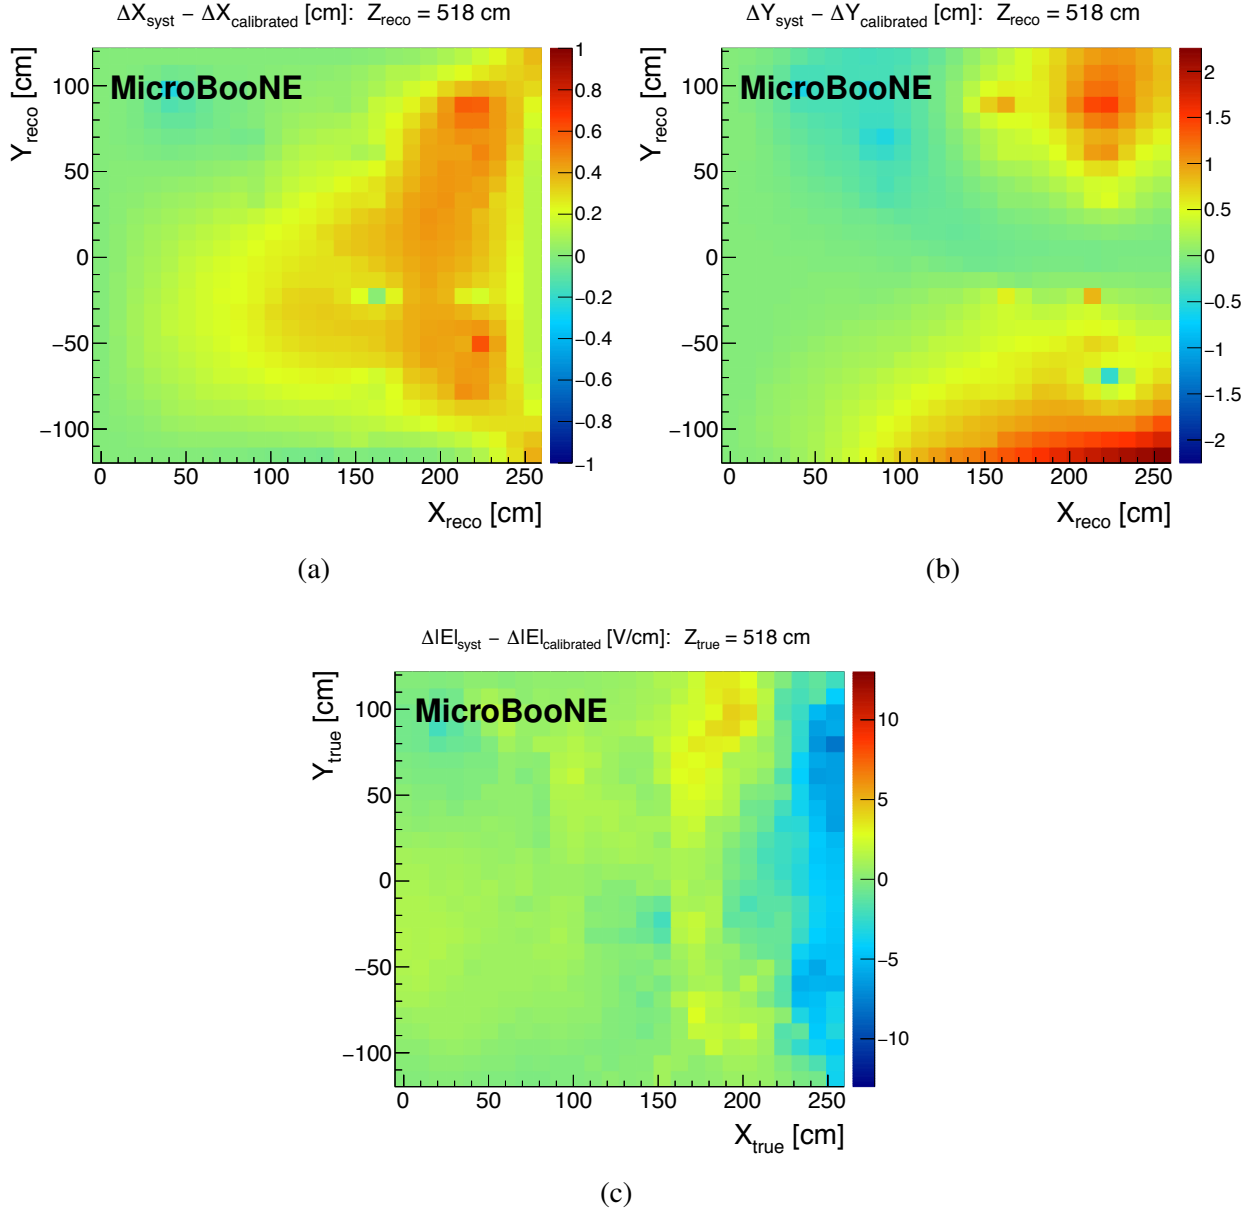 ΔX_syst − ΔX_calibrated [cm]: Z_reco = 518 cm
MicroBooNE
Y_reco [cm]
100
50
0
−50
−100
0 50 100 150 200 250
X_reco [cm]
1
0.8
0.6
0.4
0.2
0
−0.2
−0.4
−0.6
−0.8
−1
(a)
ΔY_syst − ΔY_calibrated [cm]: Z_reco = 518 cm
MicroBooNE
Y_reco [cm]
100
50
0
−50
−100
0 50 100 150 200 250
X_reco [cm]
2
1.5
1
0.5
0
−0.5
−1
−1.5
−2
(b)
Δ|E|_syst − Δ|E|_calibrated [V/cm]: Z_true = 518 cm
MicroBooNE
Y_true [cm]
100
50
0
−50
−100
0 50 100 150 200 250
X_true [cm]
10
5
0
−5
−10
(c)